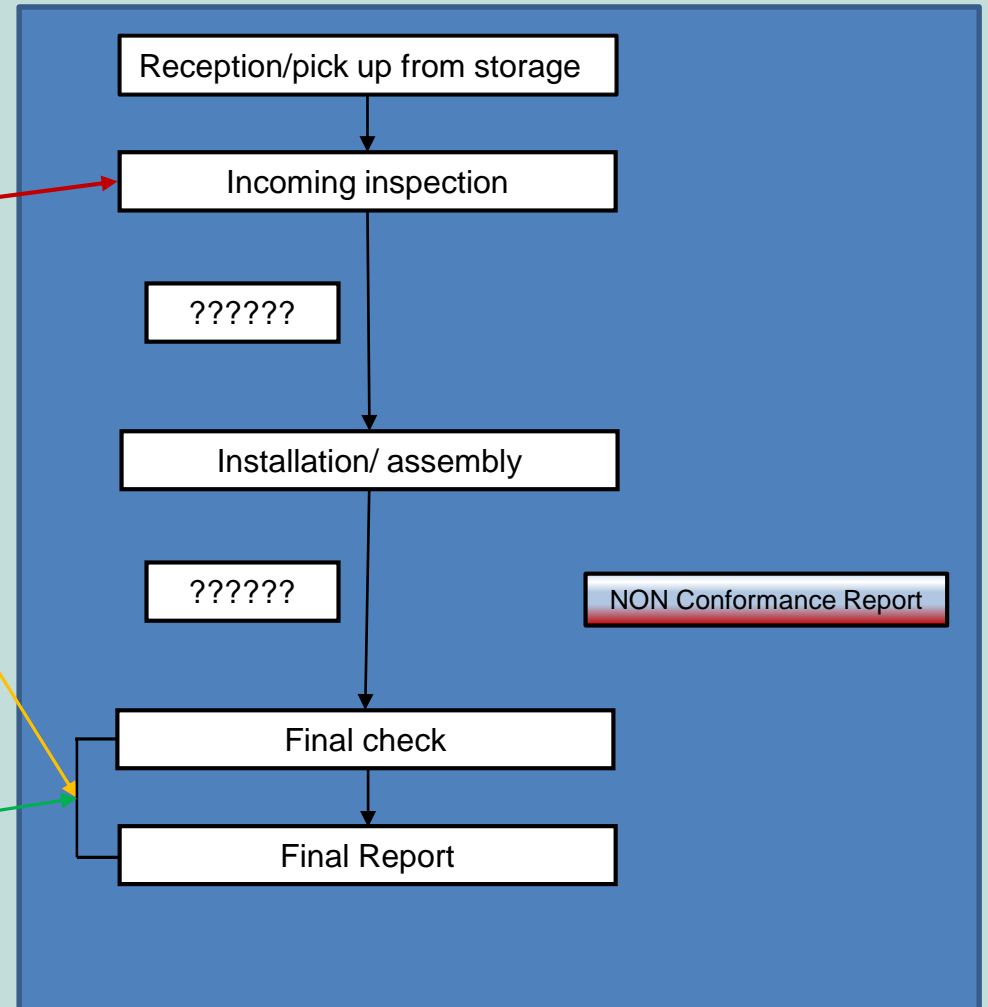 Reception/pick up from storage
Incoming inspection
??????
Installation/ assembly
??????
NON Conformance Report
Final check
Final Report